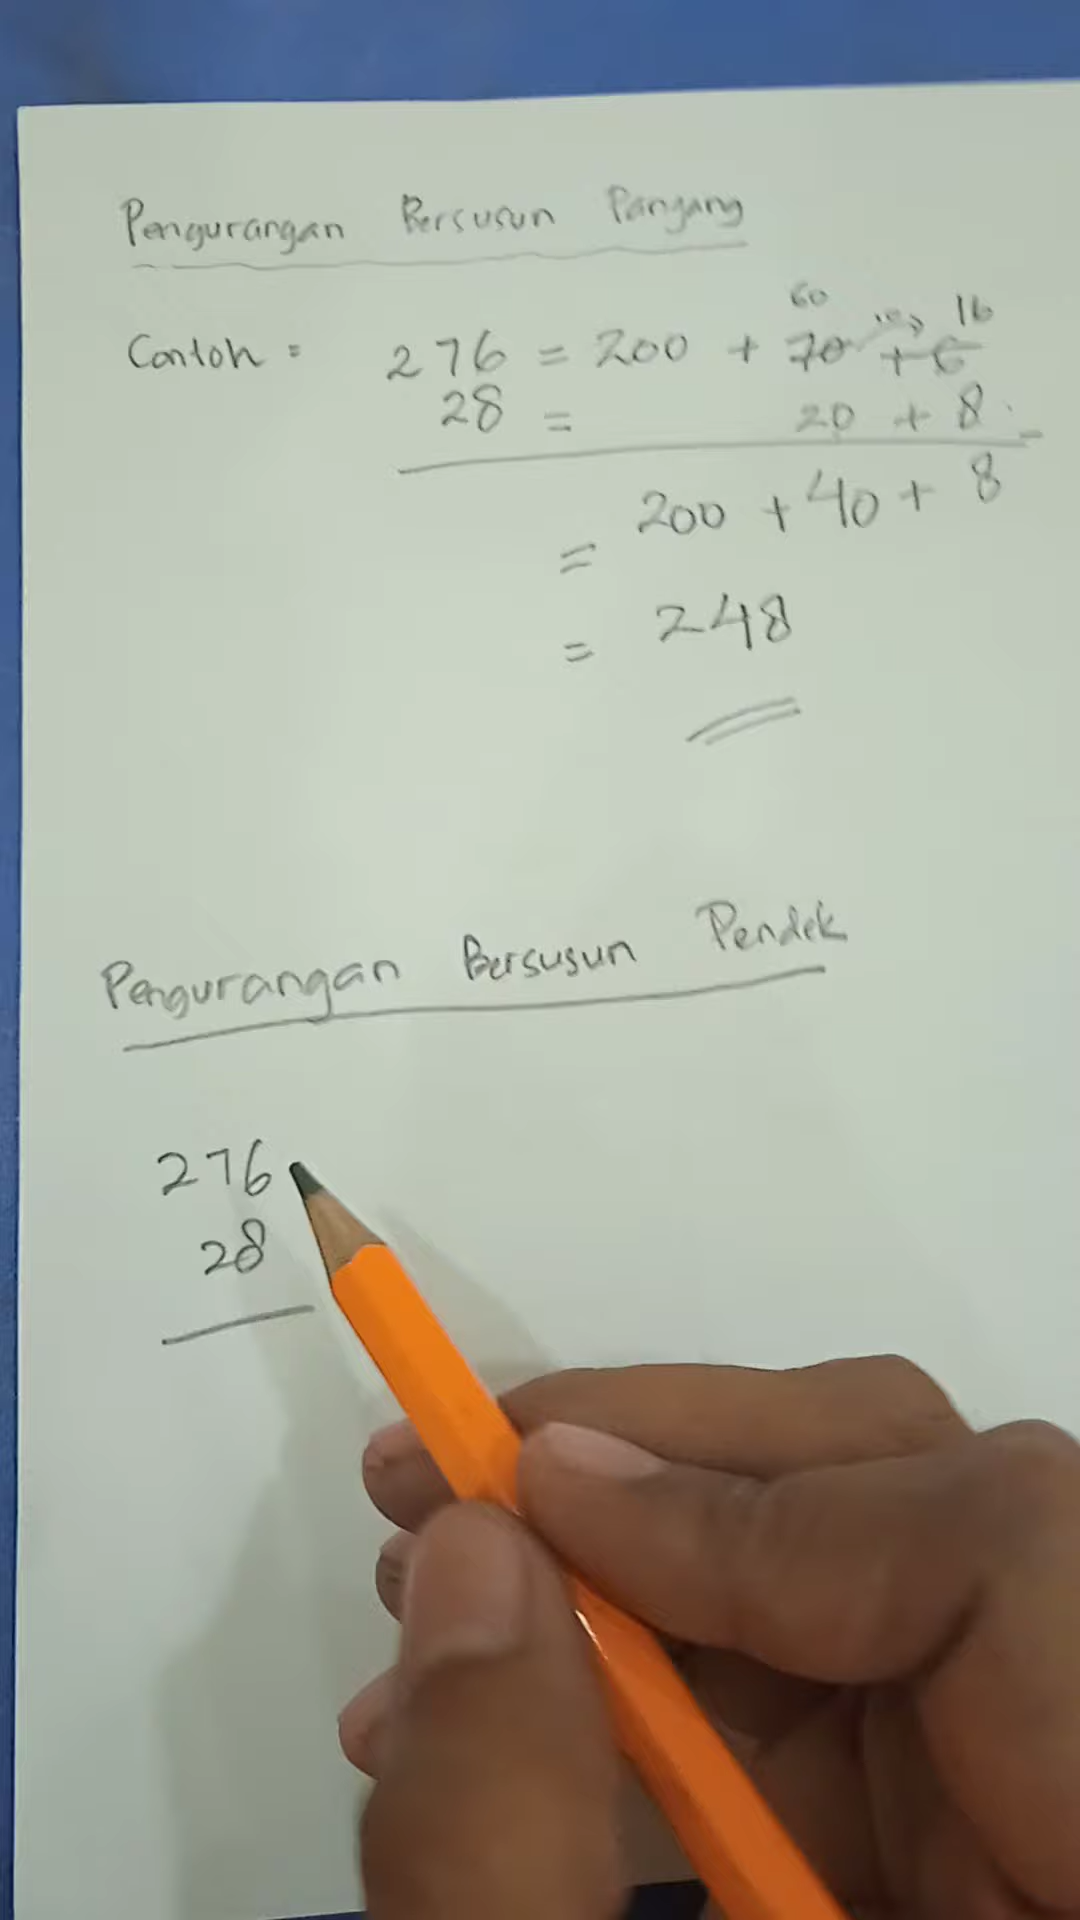 Pengurangan Bersusun Panjang
60 10 16
Contoh = 276 = 200 + 70 + 6
28 = 20 + 8 -
= 200 + 40 + 8
= 248
Pengurangan Bersusun Pendek
276
28